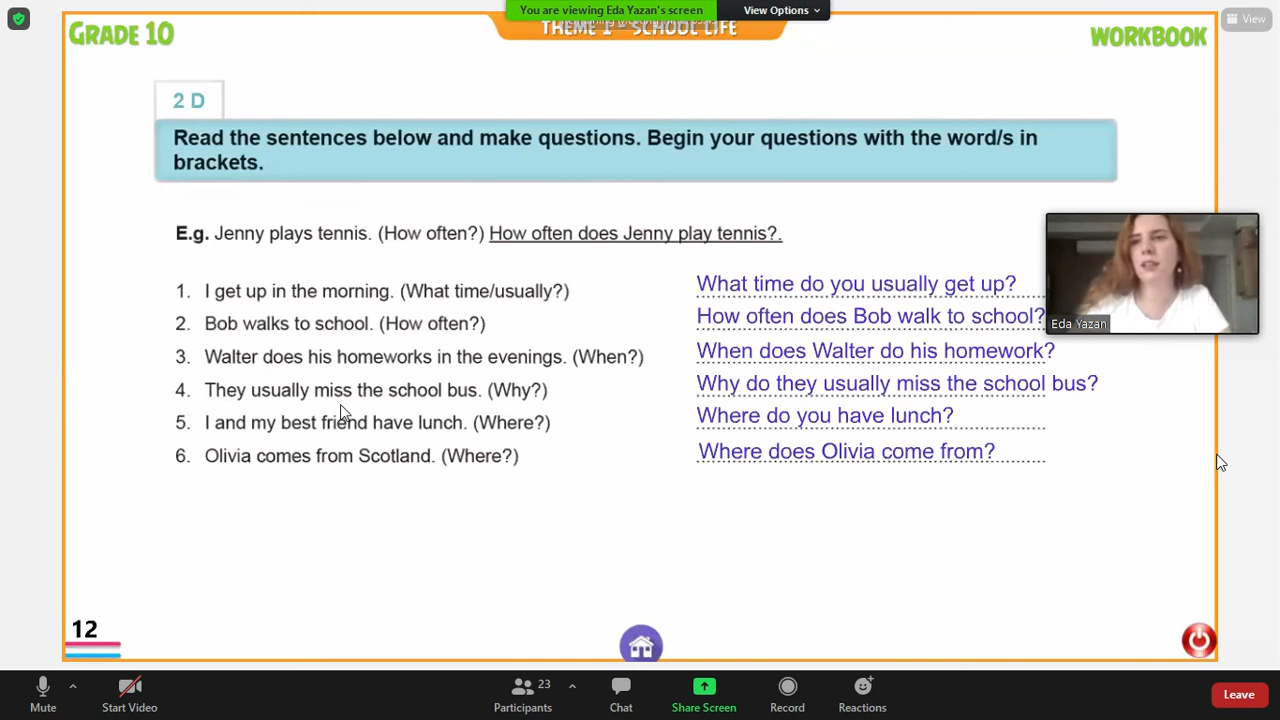 You are viewing Eda Yazan's screen
View Options
View
GRADE 10
THEME 1 - SCHOOL LIFE
WORKBOOK
2 D
Read the sentences below and make questions. Begin your questions with the word/s in
brackets.
E.g. Jenny plays tennis. (How often?) How often does Jenny play tennis?.
1. I get up in the morning. (What time/usually?) What time do you usually get up?
2. Bob walks to school. (How often?) How often does Bob walk to school?
3. Walter does his homeworks in the evenings. (When?) When does Walter do his homework?
4. They usually miss the school bus. (Why?) Why do they usually miss the school bus?
5. I and my best friend have lunch. (Where?) Where do you have lunch?
6. Olivia comes from Scotland. (Where?) Where does Olivia come from?
Eda Yazan
12
Mute
Start Video
23
Participants
Chat
Share Screen
Record
Reactions
Leave